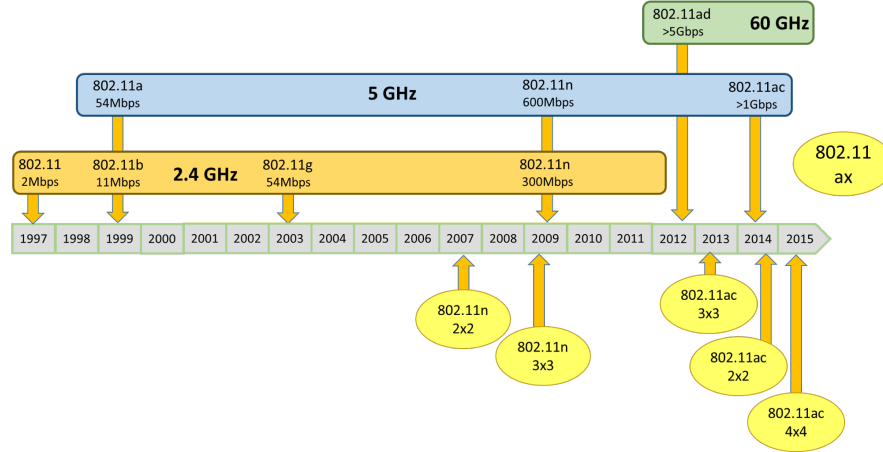 802.11ad
>5Gbps
60 GHz
802.11a
54Mbps
5 GHz
802.11n
600Mbps
802.11ac
>1Gbps
802.11
2Mbps
802.11b
11Mbps
2.4 GHz
802.11g
54Mbps
802.11n
300Mbps
802.11
ax
1997 1998 1999 2000 2001 2002 2003 2004 2005 2006 2007 2008 2009 2010 2011 2012 2013 2014 2015
802.11n
2x2
802.11n
3x3
802.11ac
3x3
802.11ac
2x2
802.11ac
4x4